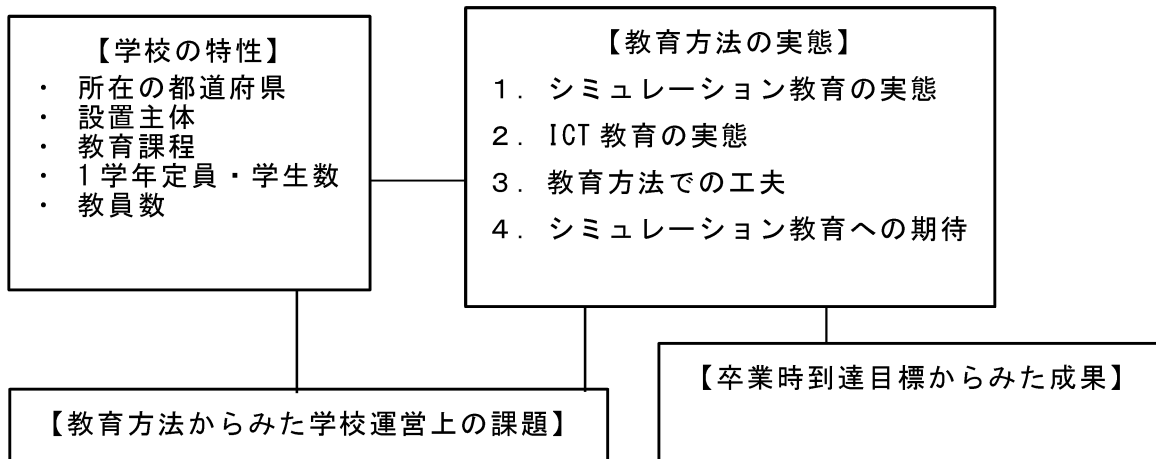 【学校の特性】
・ 所在の都道府県
・ 設置主体
・ 教育課程
・ 1学年定員・学生数
・ 教員数
【教育方法の実態】
１．シミュレーション教育の実態
２．ICT教育の実態
３．教育方法での工夫
４．シミュレーション教育への期待
【教育方法からみた学校運営上の課題】
【卒業時到達目標からみた成果】